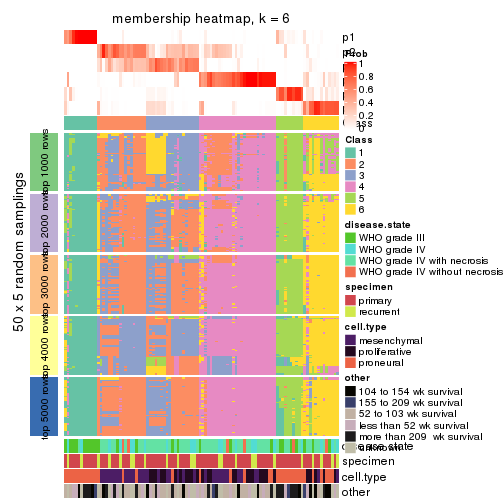 membership heatmap, k = 6
p1
Prob
1
0.8
0.6
0.4
0.2
0
Class
1
2
3
4
5
6
disease.state
WHO grade III
WHO grade IV
WHO grade IV with necrosis
WHO grade IV without necrosis
specimen
primary
recurrent
cell.type
mesenchymal
proliferative
proneural
other
104 to 154 wk survival
155 to 209 wk survival
52 to 103 wk survival
less than 52 wk survival
more than 209 wk survival
unknown
50 x 5 random samplings
top 1000 rows
top 2000 rows
top 3000 rows
top 4000 rows
top 5000 rows
specimen
cell.type
other